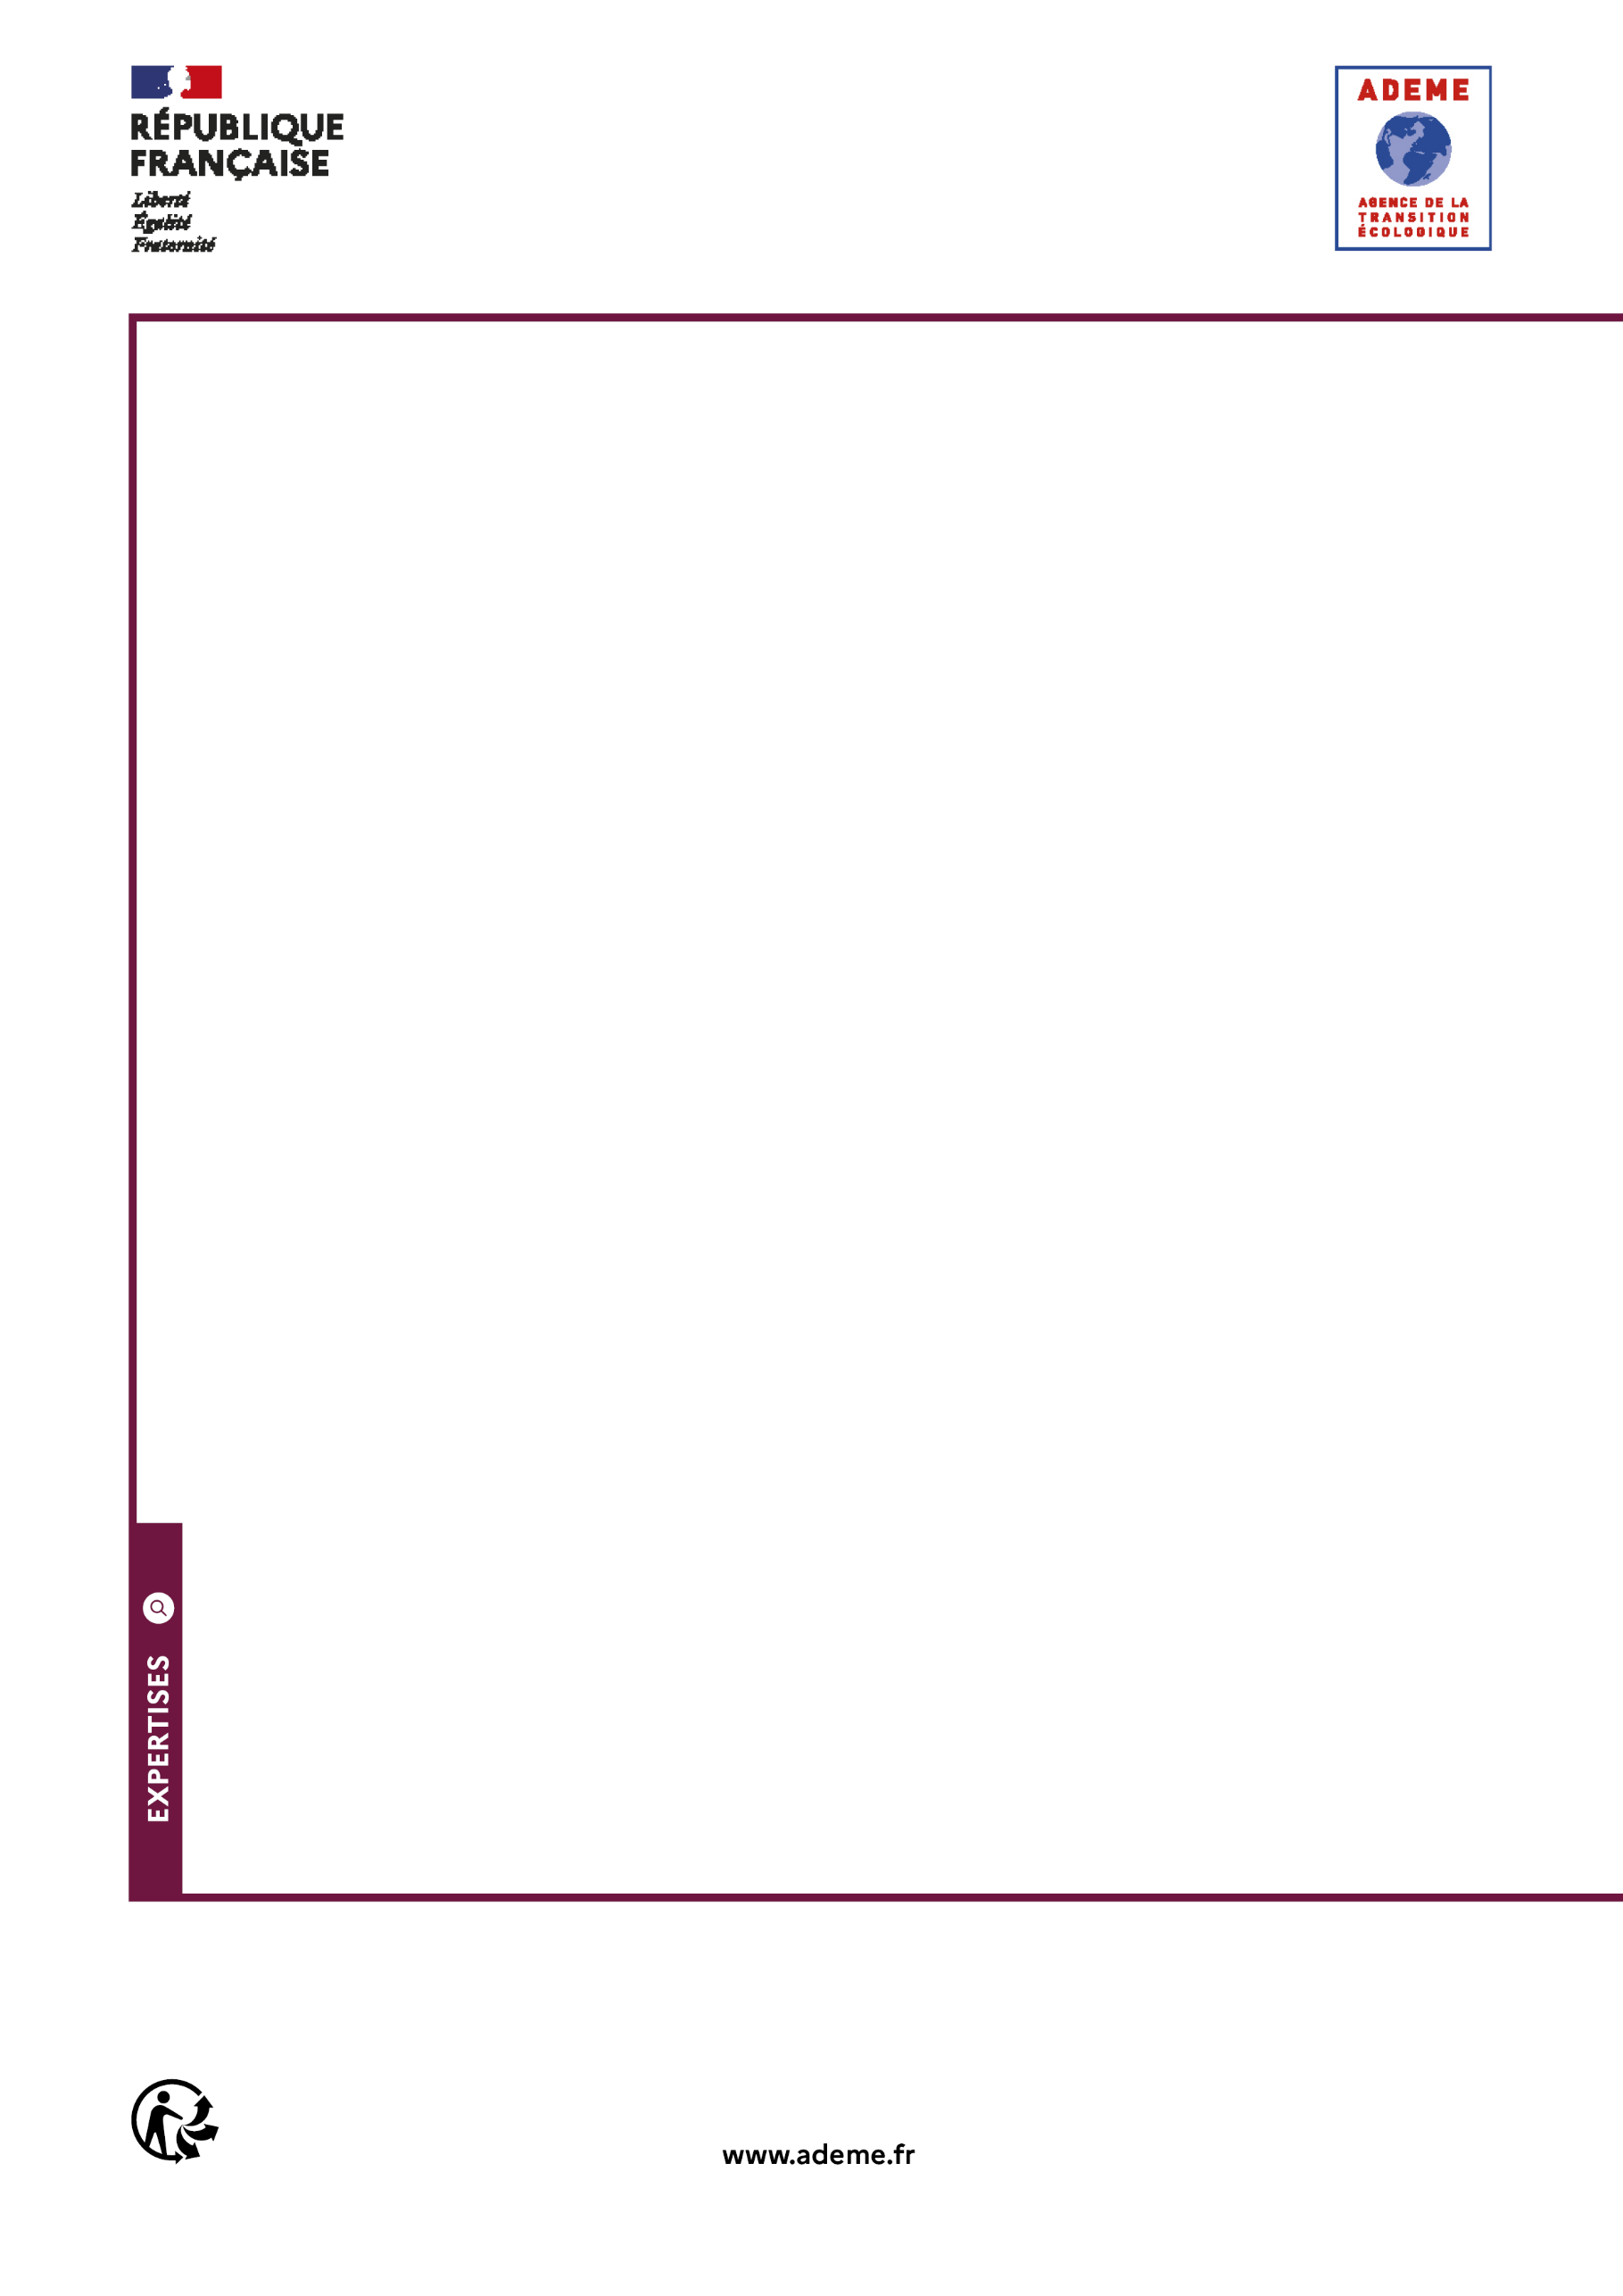 RÉPUBLIQUE
FRANÇAISE
Liberté
Égalité
Fraternité
ADEME
AGENCE DE LA
TRANSITION
ÉCOLOGIQUE
EXPERTISES
www.ademe.fr